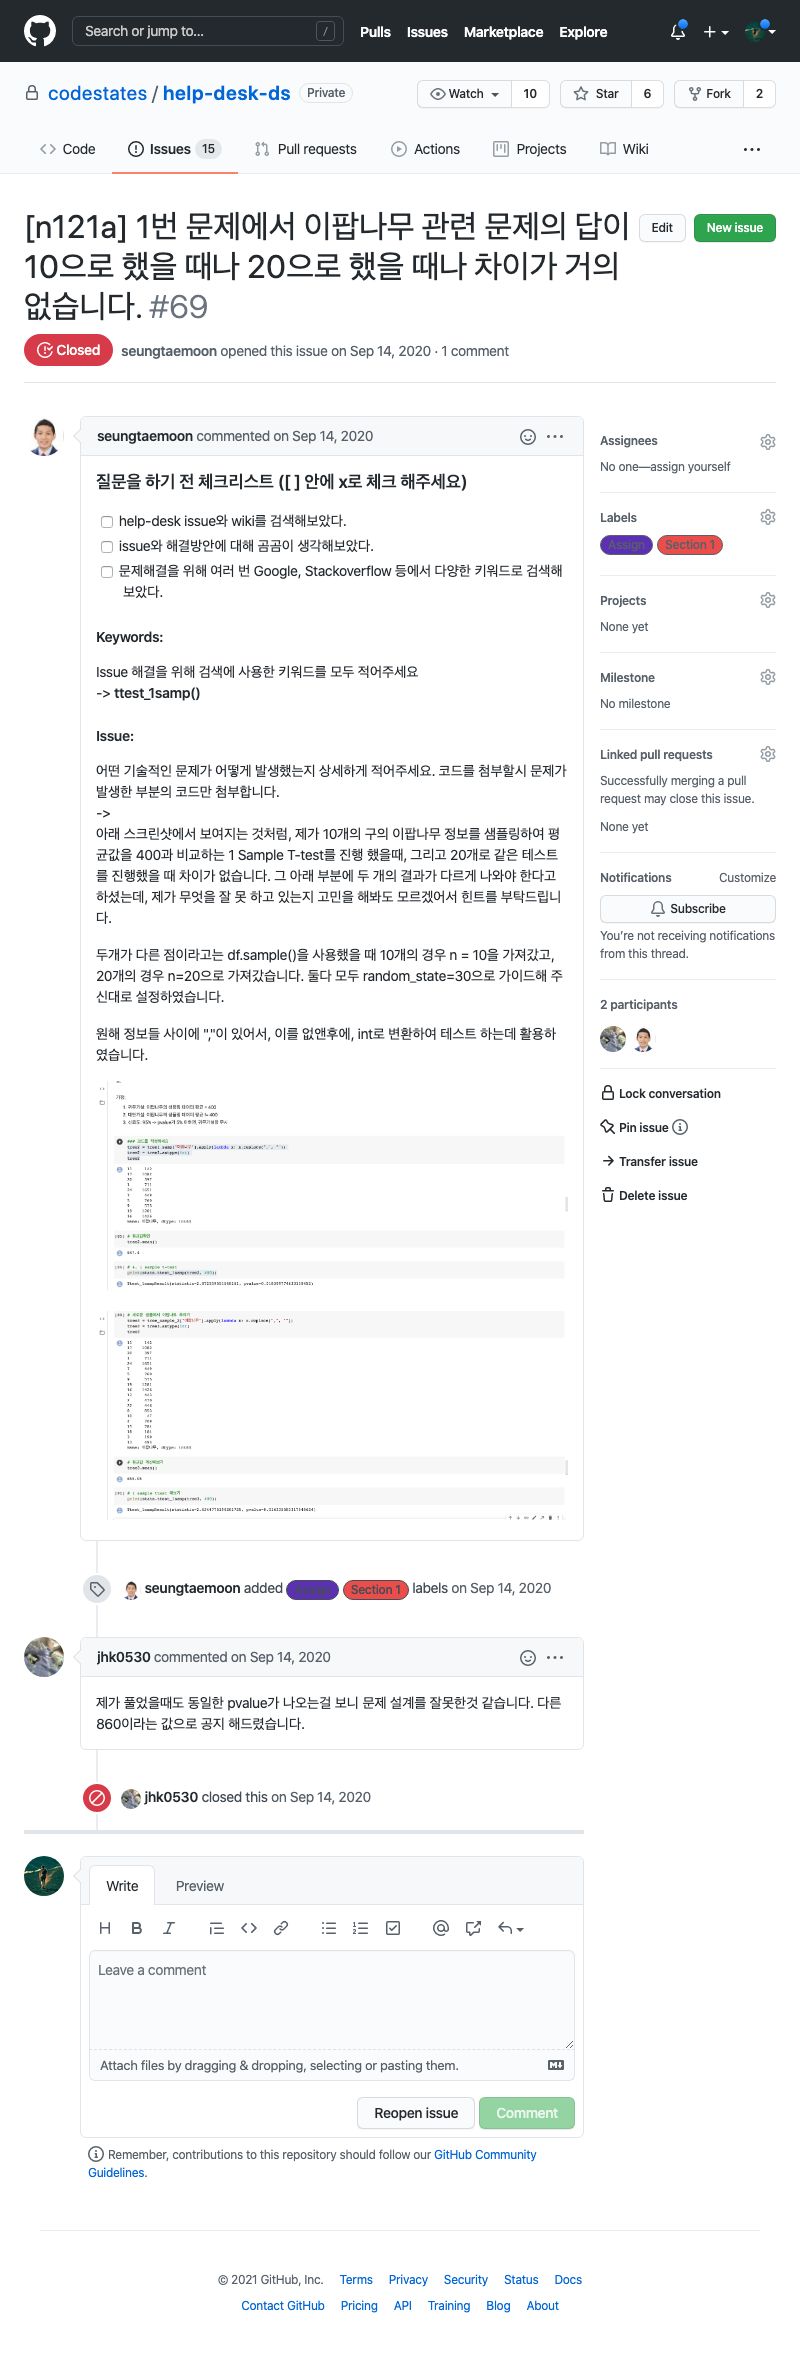 Search or jump to... /
Pulls Issues Marketplace Explore
codestates / help-desk-ds Private
Watch 10 Star 6 Fork 2
Code Issues 15 Pull requests Actions Projects Wiki
[n121a] 1번 문제에서 이팝나무 관련 문제의 답이
10으로 했을 때나 20으로 했을 때나 차이가 거의
없습니다. #69
Edit New issue
Closed seungtaemoon opened this issue on Sep 14, 2020 · 1 comment
seungtaemoon commented on Sep 14, 2020
질문을 하기 전 체크리스트 ([ ] 안에 x로 체크 해주세요)
help-desk issue와 wiki를 검색해보았다.
issue와 해결방안에 대해 곰곰이 생각해보았다.
문제해결을 위해 여러 번 Google, Stackoverflow 등에서 다양한 키워드로 검색해
보았다.
Keywords:
Issue 해결을 위해 검색에 사용한 키워드를 모두 적어주세요
-> ttest_1samp()
Issue:
어떤 기술적인 문제가 어떻게 발생했는지 상세하게 적어주세요. 코드를 첨부할시 문제가
발생한 부분의 코드만 첨부합니다.
->
아래 스크린샷에서 보여지는 것처럼, 제가 10개의 구의 이팝나무 정보를 샘플링하여 평
균값을 400과 비교하는 1 Sample T-test를 진행 했을때, 그리고 20개로 같은 테스트
를 진행했을 때 차이가 없습니다. 그 아래 부분에 두 개의 결과가 다르게 나와야 한다고
하셨는데, 제가 무엇을 잘 못 하고 있는지 고민을 해봐도 모르겠어서 힌트를 부탁드립니
다.
두개가 다른 점이라고는 df.sample()을 사용했을 때 10개의 경우 n = 10을 가져갔고,
20개의 경우 n=20으로 가져갔습니다. 둘다 모두 random_state=30으로 가이드해 주
신대로 설정하였습니다.
원해 정보들 사이에 ","이 있어서, 이를 없앤후에, int로 변환하여 테스트 하는데 활용하
였습니다.
seungtaemoon added Assign Section 1 labels on Sep 14, 2020
jhk0530 commented on Sep 14, 2020
제가 풀었을때도 동일한 pvalue가 나오는걸 보니 문제 설계를 잘못한것 같습니다. 다른
860이라는 값으로 공지 해드렸습니다.
jhk0530 closed this on Sep 14, 2020
Write Preview
Leave a comment
Attach files by dragging & dropping, selecting or pasting them.
Reopen issue Comment
Remember, contributions to this repository should follow our GitHub Community
Guidelines.
Assignees
No one—assign yourself
Labels
Assign Section 1
Projects
None yet
Milestone
No milestone
Linked pull requests
Successfully merging a pull
request may close this issue.
None yet
Notifications Customize
Subscribe
You're not receiving notifications
from this thread.
2 participants
Lock conversation
Pin issue
Transfer issue
Delete issue
© 2021 GitHub, Inc. Terms Privacy Security Status Docs
Contact GitHub Pricing API Training Blog About